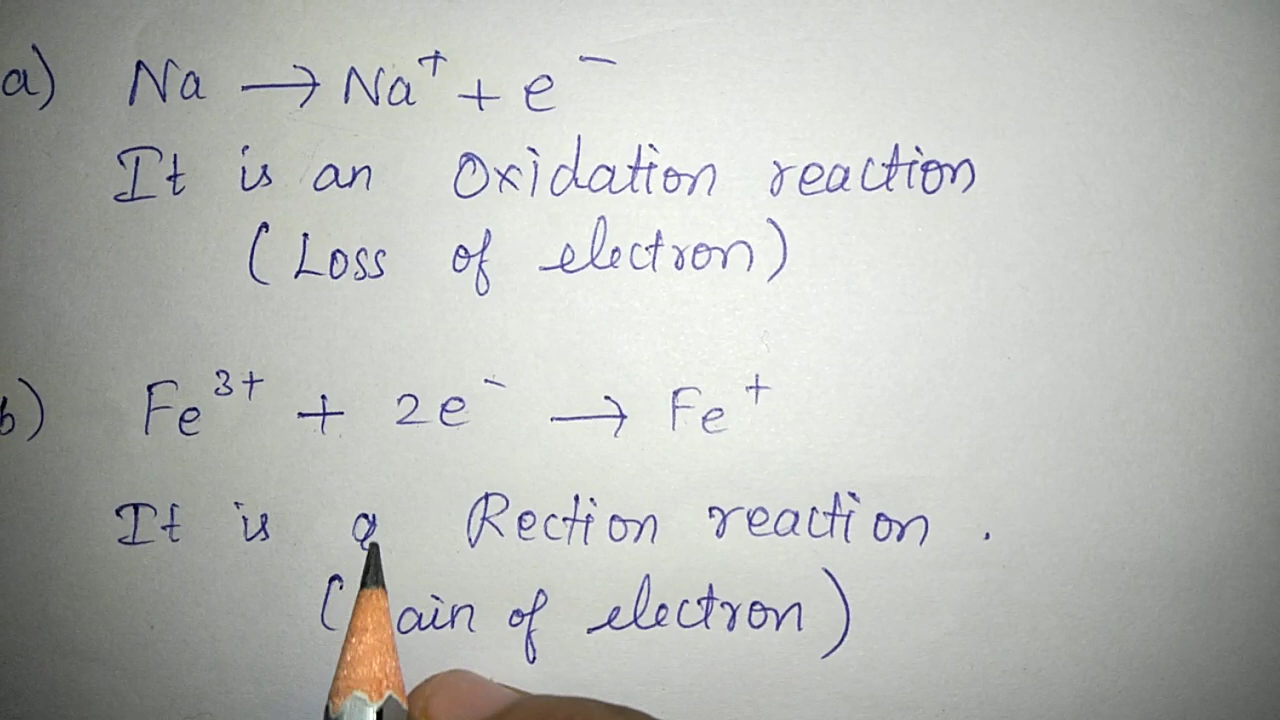 a) Na → Na⁺ + e⁻
It is an Oxidation reaction
(Loss of electron)
b) Fe³⁺ + 2e⁻ → Fe⁺
It is a Rection reaction.
( ain of electron)